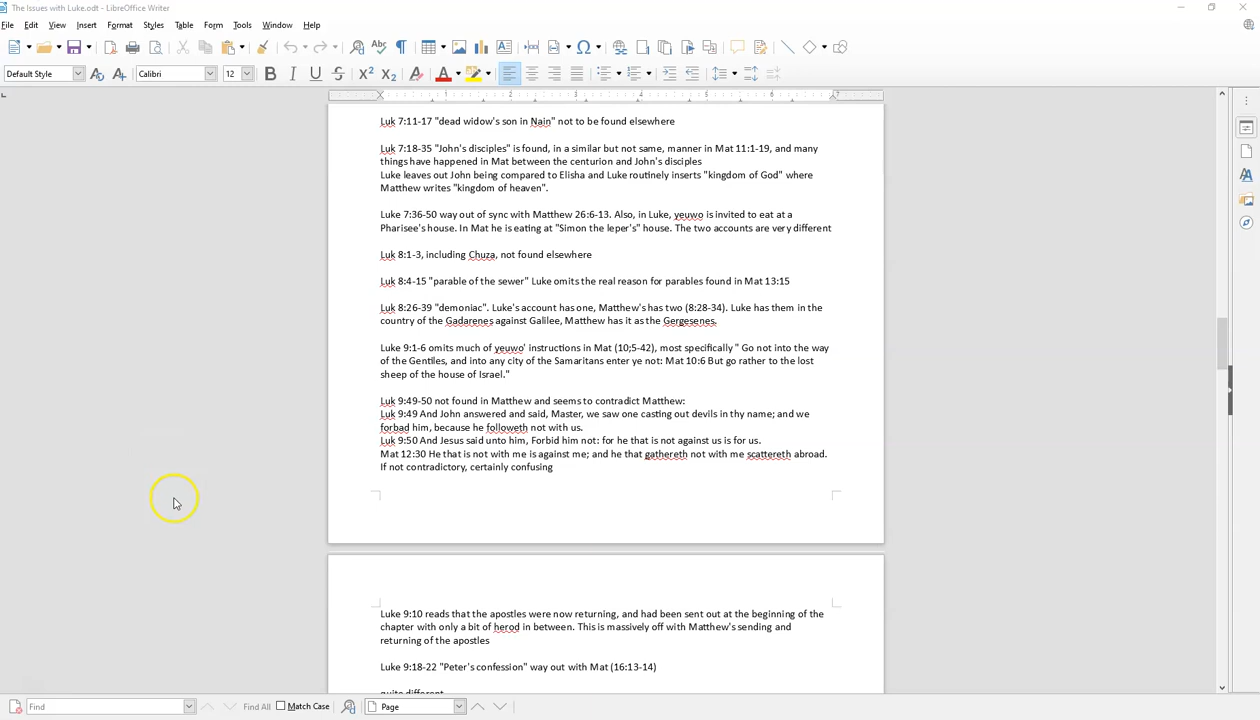 The Issues with Luke.odt - LibreOffice Writer
File Edit View Insert Format Styles Table Form Tools Window Help
Default Style Calibri 12
1 2 3 4 5 6 7
Luk 7:11-17 "dead widow's son in Nain" not to be found elsewhere
Luk 7:18-35 "John's disciples" is found, in a similar but not same, manner in Mat 11:1-19, and many
things have happened in Mat between the centurion and John's disciples
Luke leaves out John being compared to Elisha and Luke routinely inserts "kingdom of God" where
Matthew writes "kingdom of heaven".
Luke 7:36-50 way out of sync with Matthew 26:6-13. Also, in Luke, yeuwo is invited to eat at a
Pharisee's house. In Mat he is eating at "Simon the leper's" house. The two accounts are very different
Luk 8:1-3, including Chuza, not found elsewhere
Luk 8:4-15 "parable of the sewer" Luke omits the real reason for parables found in Mat 13:15
Luk 8:26-39 "demoniac". Luke's account has one, Matthew's has two (8:28-34). Luke has them in the
country of the Gadarenes against Galilee, Matthew has it as the Gergesenes.
Luke 9:1-6 omits much of yeuwo' instructions in Mat (10;5-42), most specifically " Go not into the way
of the Gentiles, and into any city of the Samaritans enter ye not: Mat 10:6 But go rather to the lost
sheep of the house of Israel."
Luk 9:49-50 not found in Matthew and seems to contradict Matthew:
Luk 9:49 And John answered and said, Master, we saw one casting out devils in thy name; and we
forbad him, because he followeth not with us.
Luk 9:50 And Jesus said unto him, Forbid him not: for he that is not against us is for us.
Mat 12:30 He that is not with me is against me; and he that gathereth not with me scattereth abroad.
If not contradictory, certainly confusing
Luke 9:10 reads that the apostles were now returning, and had been sent out at the beginning of the
chapter with only a bit of herod in between. This is massively off with Matthew's sending and
returning of the apostles
Luke 9:18-22 "Peter's confession" way out with Mat (16:13-14)
quite different
Find Find All Match Case Page